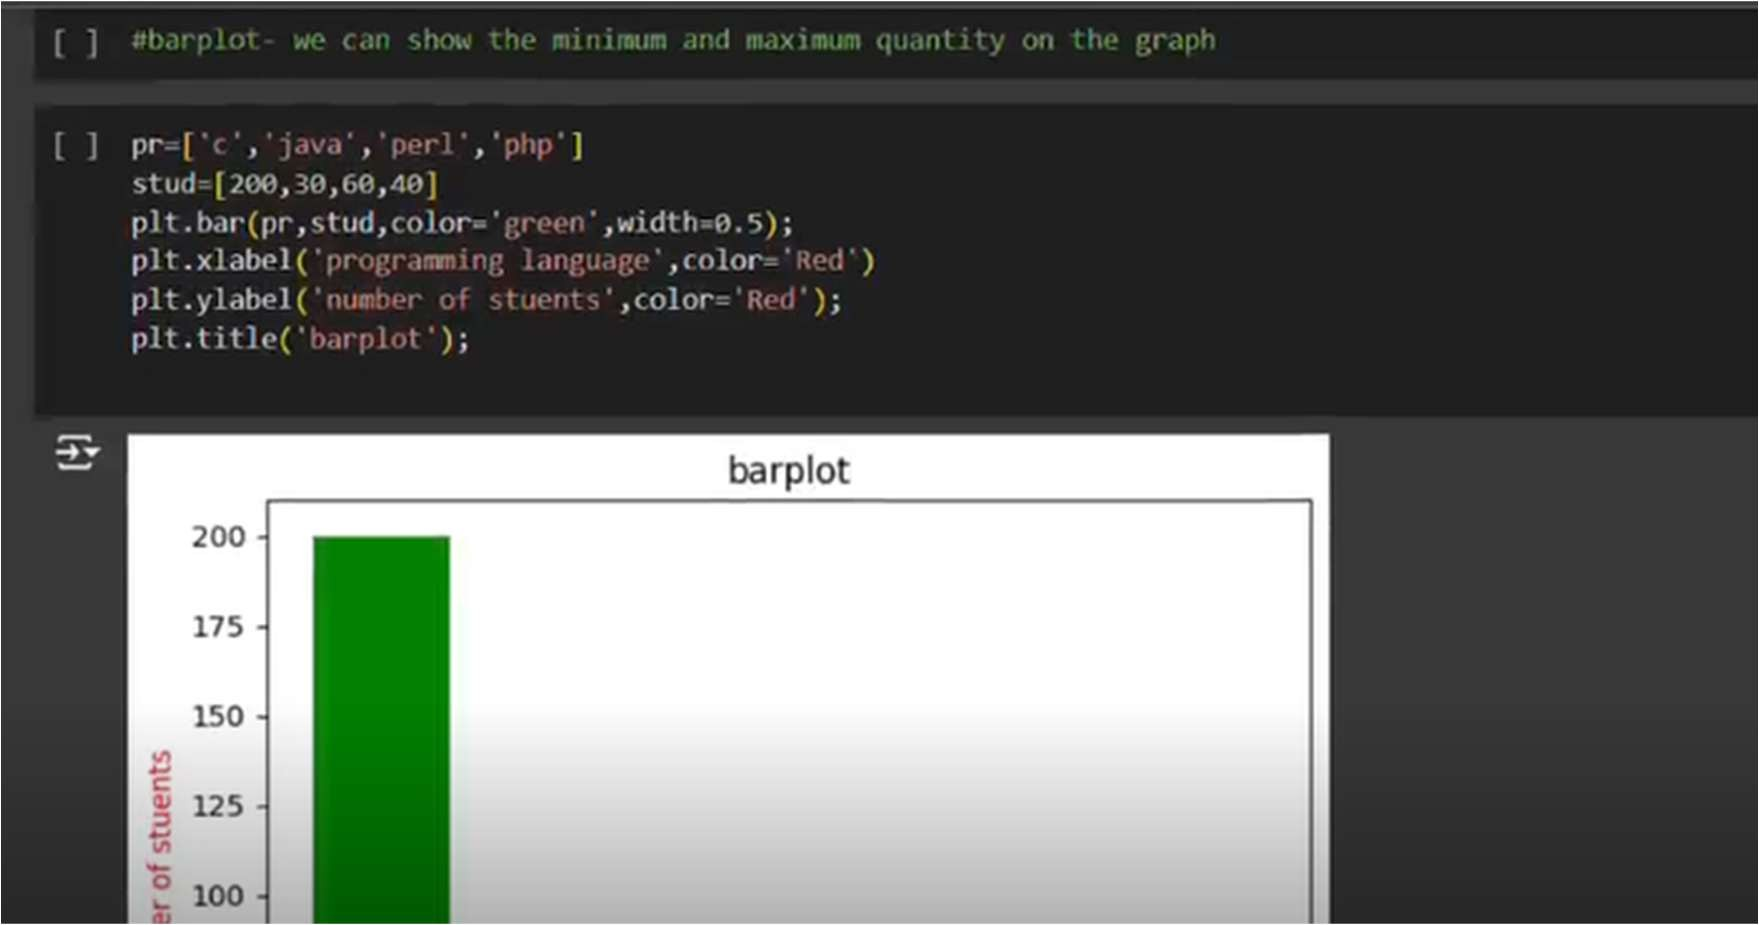 [ ] #barplot- we can show the minimum and maximum quantity on the graph
[ ] pr=['c','java','perl','php']
stud=[200,30,60,40]
plt.bar(pr,stud,color='green',width=0.5);
plt.xlabel('programming language',color='Red')
plt.ylabel('number of stuents',color='Red');
plt.title('barplot');
barplot
200
175
150
125
100
er of stuents